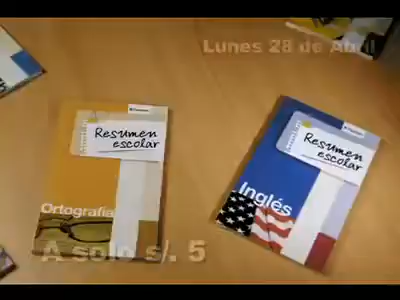 Lunes 28 de Abril
Resumen
escolar
Ortografía
Resumen
escolar
Inglés
A solo s/. 5